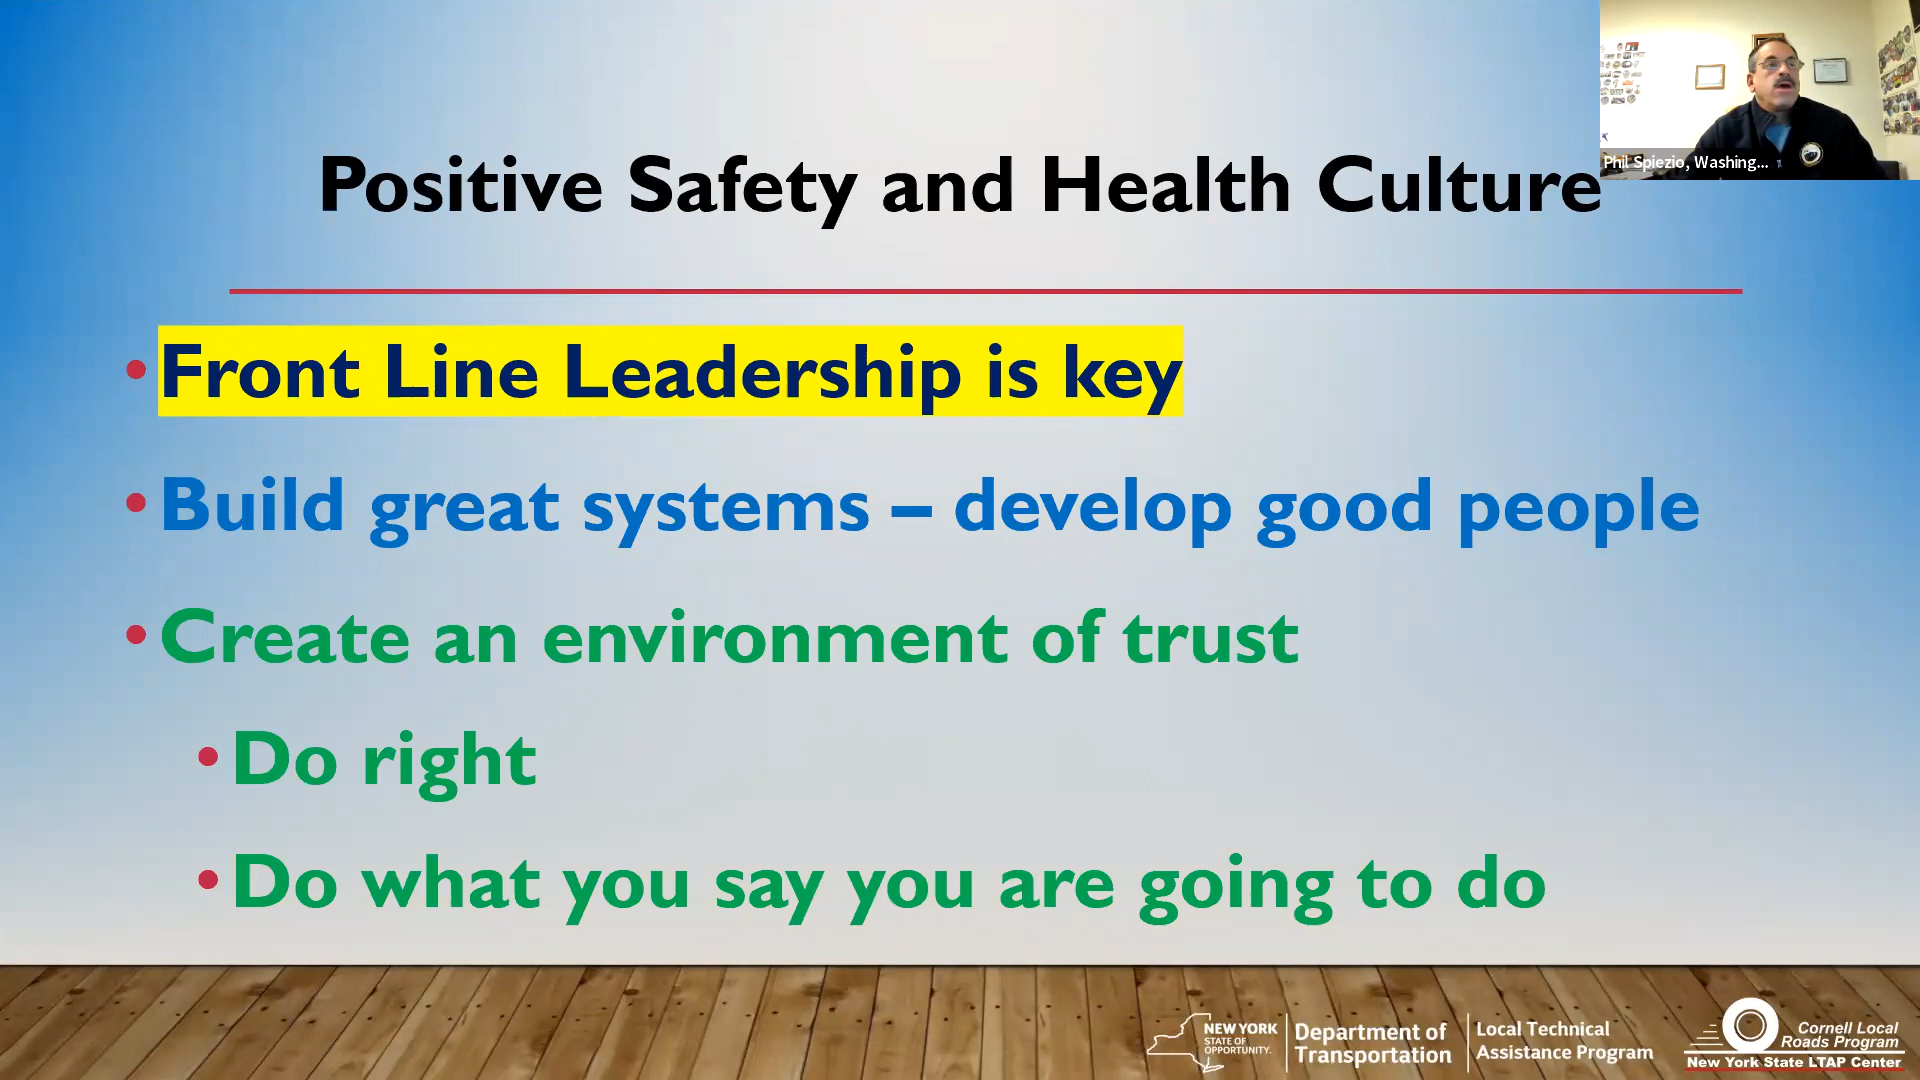 Phil Spiezio, Washing...
Positive Safety and Health Culture
• Front Line Leadership is key
• Build great systems – develop good people
• Create an environment of trust
• Do right
• Do what you say you are going to do
NEW YORK
STATE OF
OPPORTUNITY.
Department of
Transportation
Local Technical
Assistance Program
Cornell Local
Roads Program
New York State LTAP Center